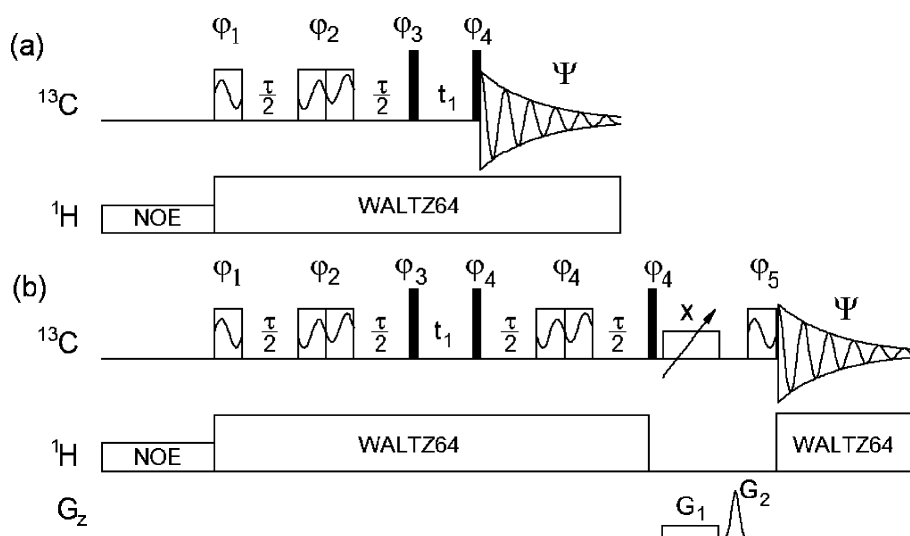 (a)
φ1 φ2 φ3 φ4
13C τ/2 τ/2 t1 Ψ
1H NOE WALTZ64
(b)
φ1 φ2 φ3 φ4 φ4 φ4 φ5
13C τ/2 τ/2 t1 τ/2 τ/2 x Ψ
1H NOE WALTZ64 WALTZ64
Gz G1 G2